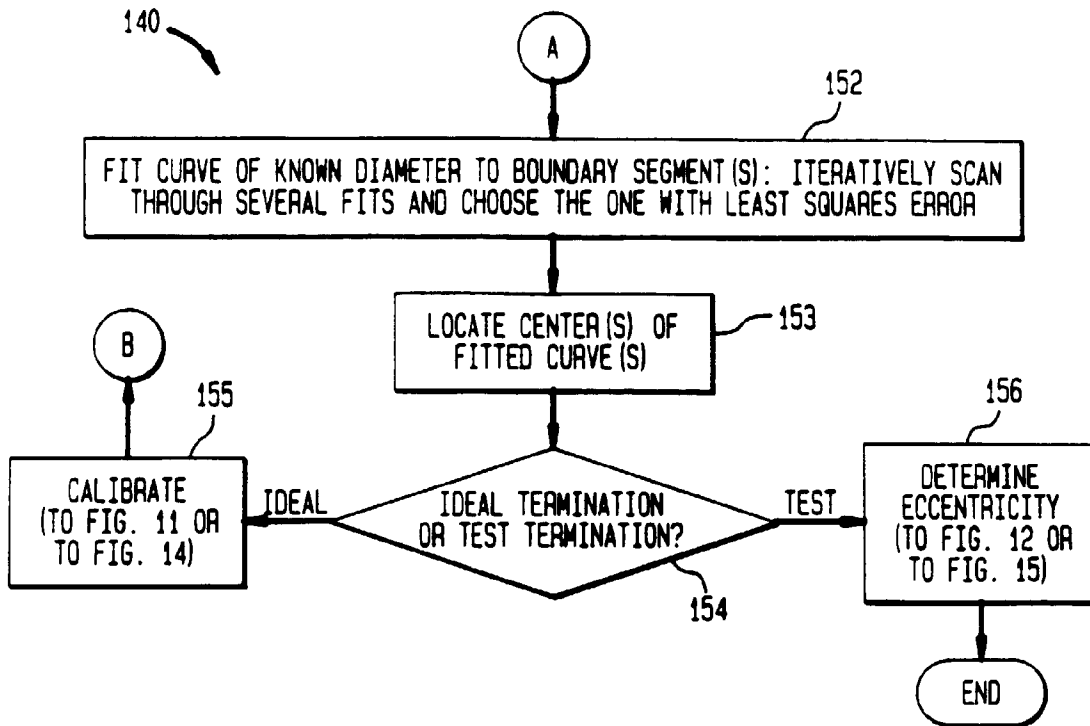 140
A
152
FIT CURVE OF KNOWN DIAMETER TO BOUNDARY SEGMENT(S): ITERATIVELY SCAN
THROUGH SEVERAL FITS AND CHOOSE THE ONE WITH LEAST SQUARES ERROR
LOCATE CENTER(S) OF
FITTED CURVE(S)
153
B
155
CALIBRATE
(TO FIG. 11 OR
TO FIG. 14)
IDEAL
IDEAL TERMINATION
OR TEST TERMINATION?
154
TEST
156
DETERMINE
ECCENTRICITY
(TO FIG. 12 OR
TO FIG. 15)
END